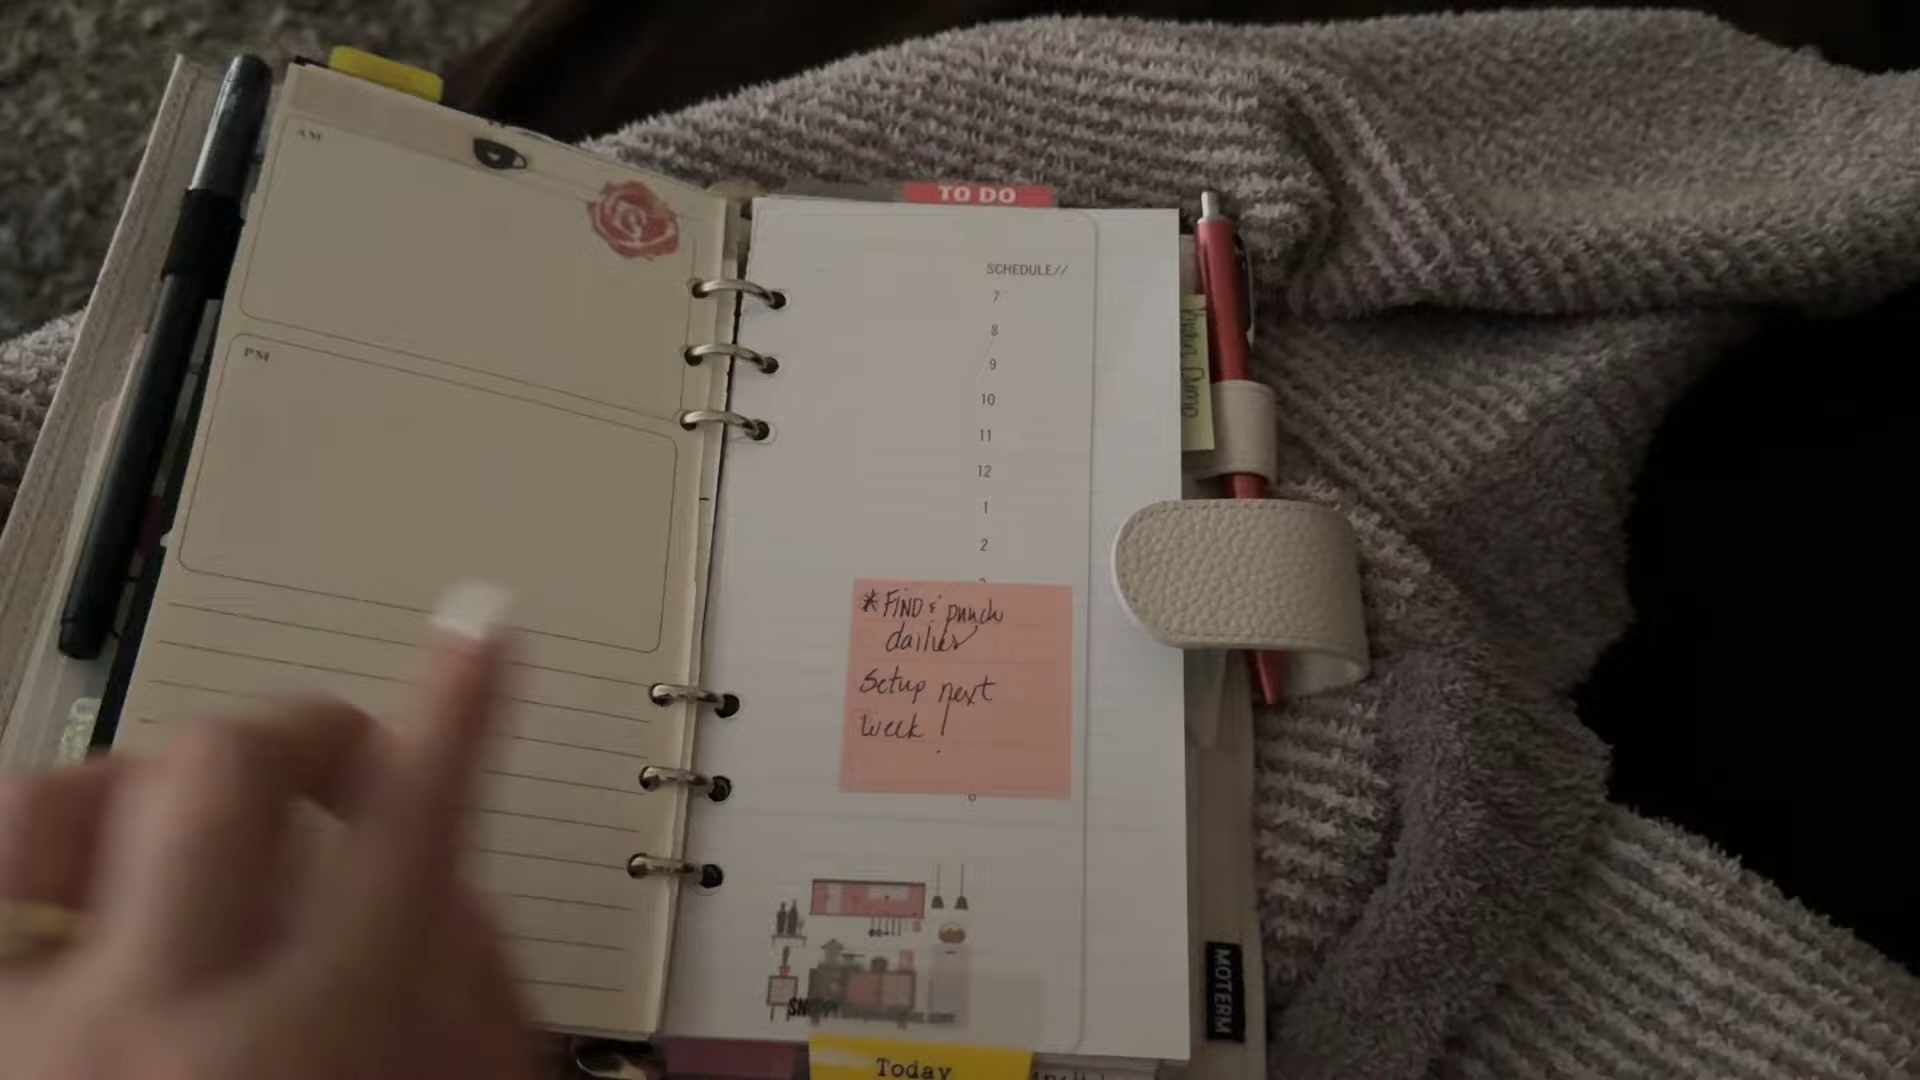 AM
PM
TO DO
SCHEDULE//
7
8
9
10
11
12
1
2
* FIND & punch
dailies
Setup next
week!
6
Today
MOTERM